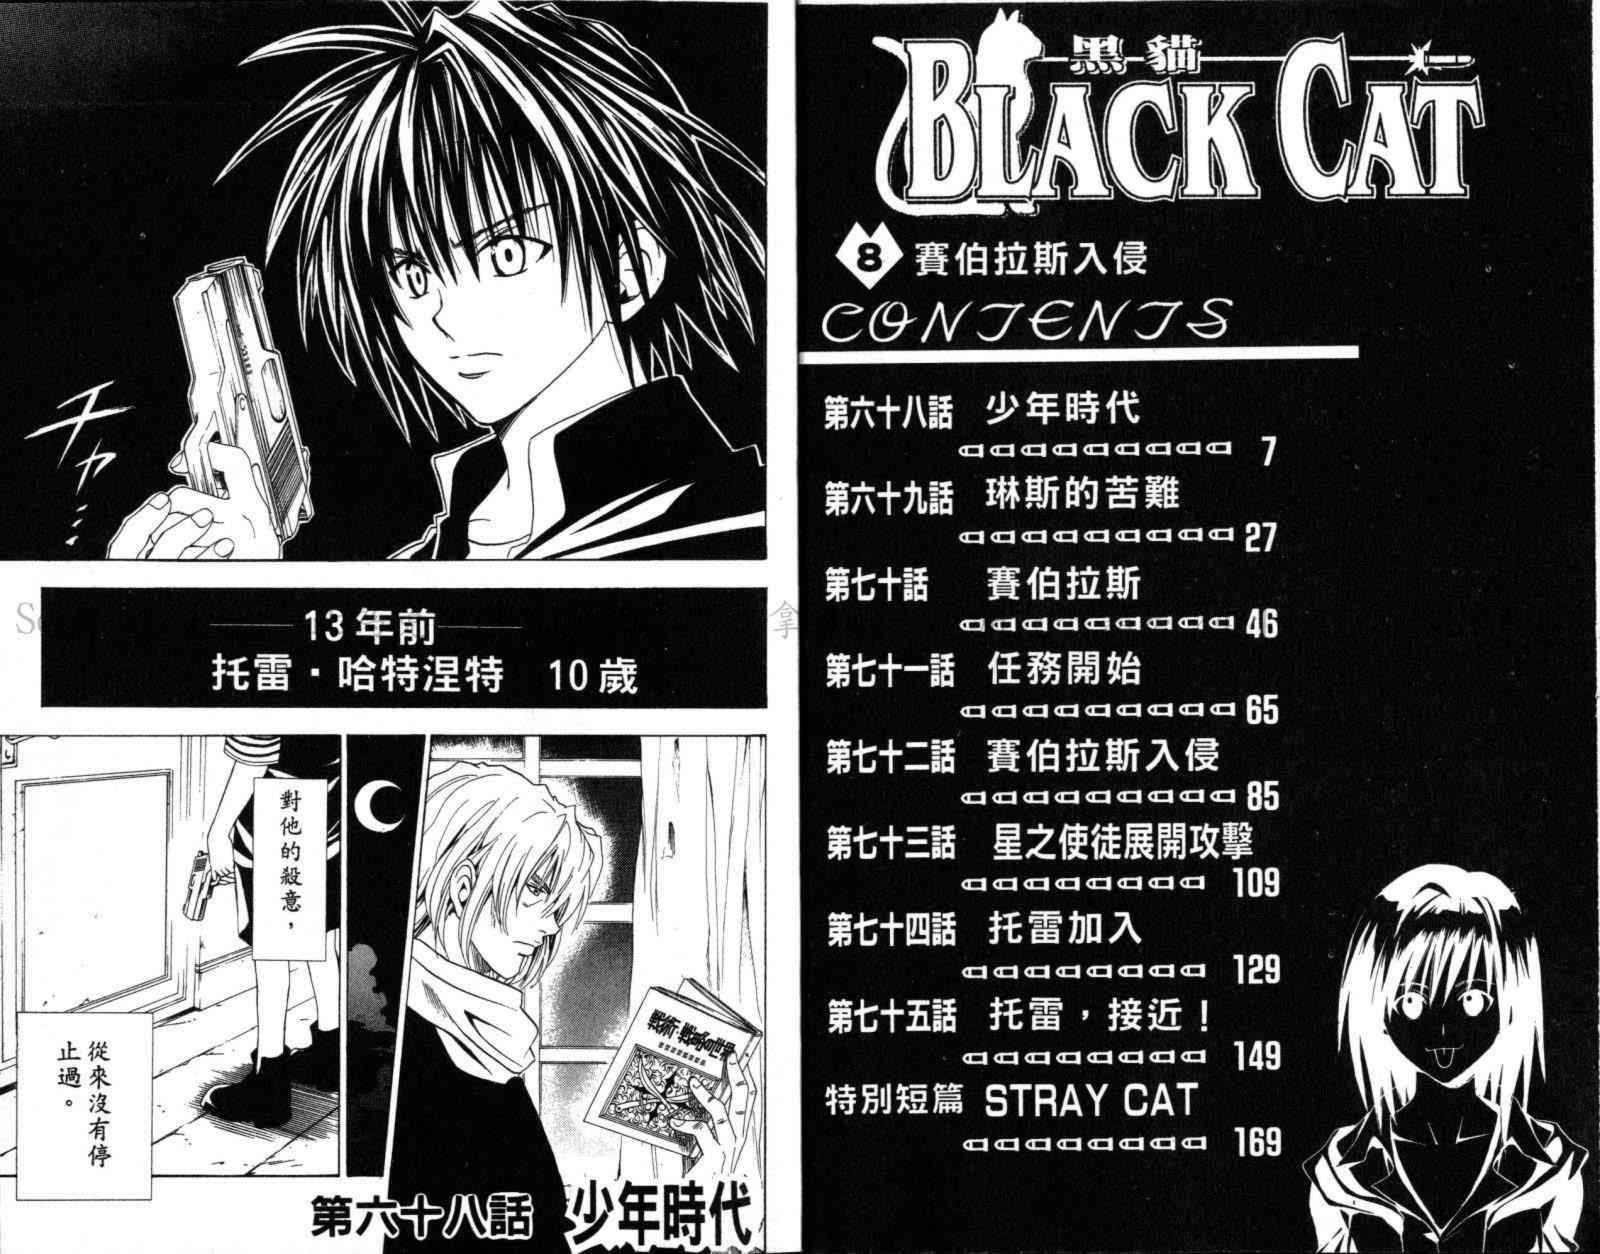 黑貓
BLACK CAT
8 賽伯拉斯入侵
CONTENTS
第六十八話 少年時代
7
第六十九話 琳斯的苦難
27
第七十話 賽伯拉斯
46
第七十一話 任務開始
65
第七十二話 賽伯拉斯入侵
85
第七十三話 星之使徒展開攻擊
109
第七十四話 托雷加入
129
第七十五話 托雷，接近！
149
特別短篇 STRAY CAT
169
チャ
13年前
托雷·哈特涅特 10歲
對他的殺意，
從來沒有停
止過。
第六十八話 少年時代
拿